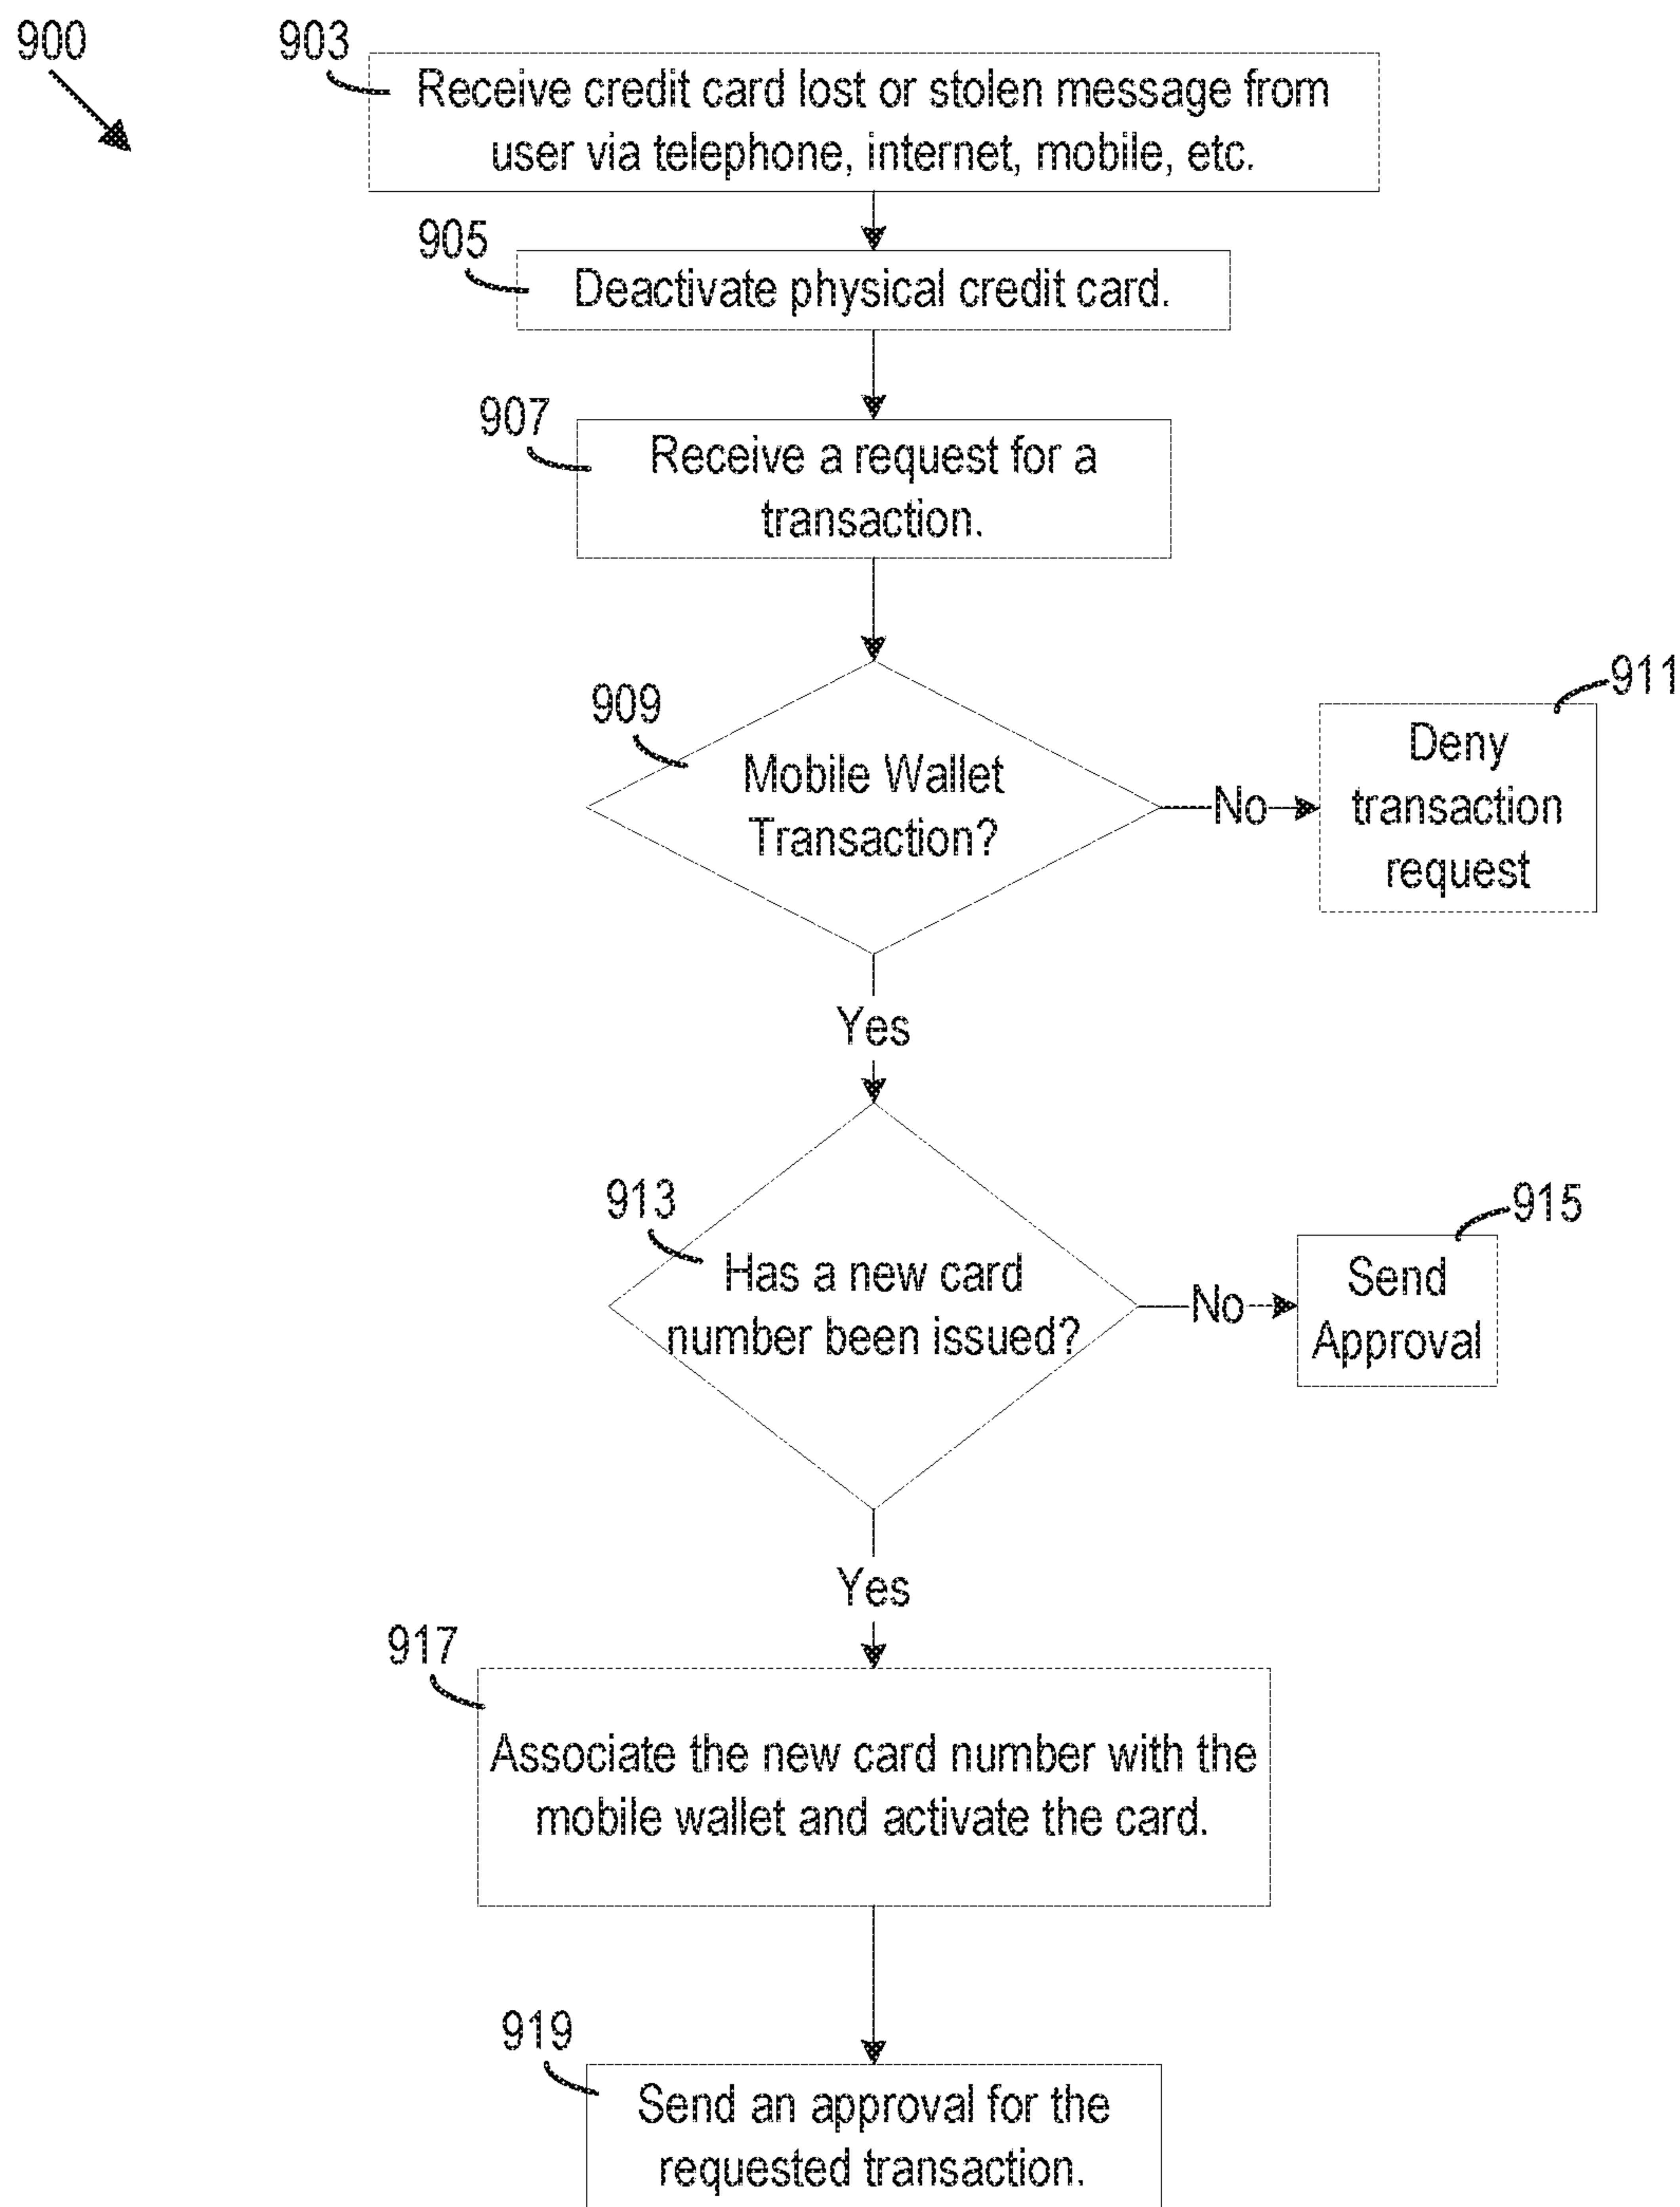 900
903
Receive credit card lost or stolen message from
user via telephone, internet, mobile, etc.
905
Deactivate physical credit card.
907
Receive a request for a
transaction.
909
Mobile Wallet
Transaction?
No
911
Deny
transaction
request
Yes
913
Has a new card
number been issued?
No
915
Send
Approval
Yes
917
Associate the new card number with the
mobile wallet and activate the card.
919
Send an approval for the
requested transaction.